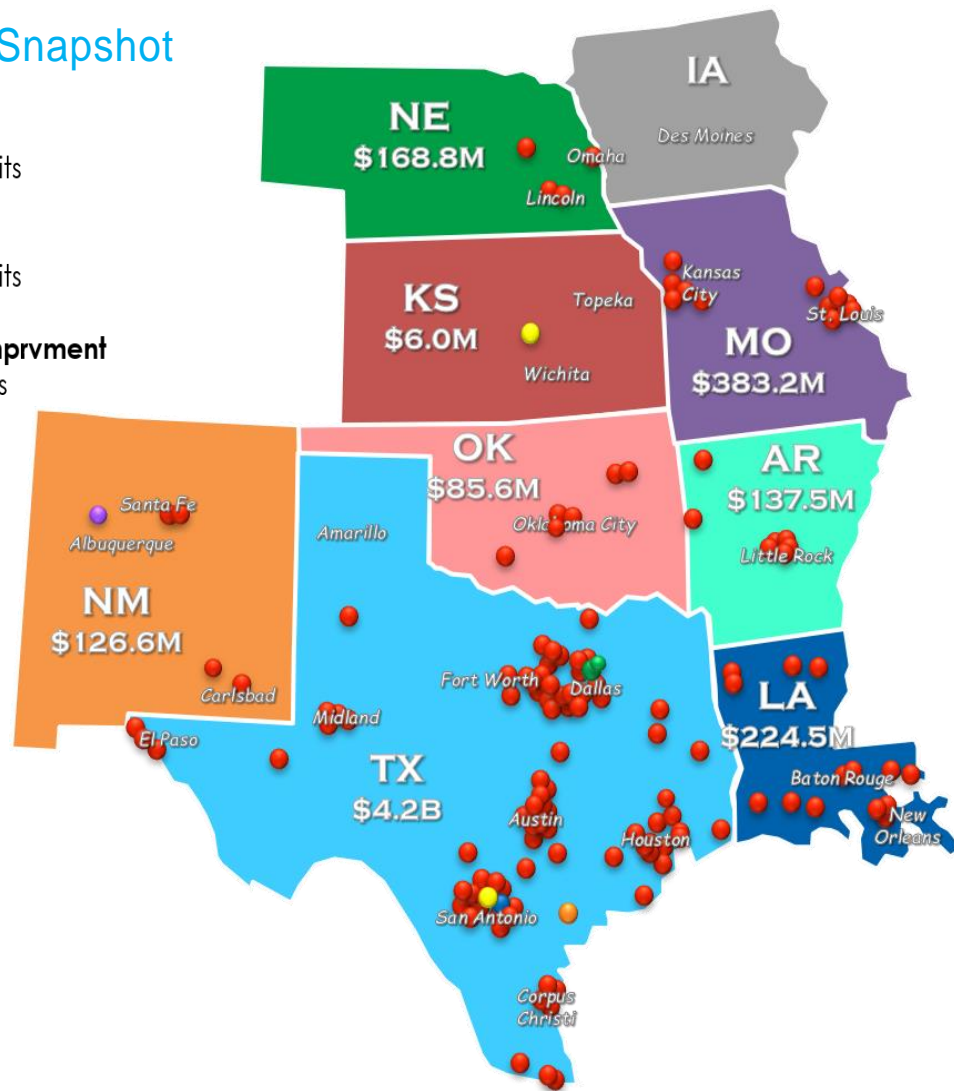 Snapshot
its
its
mprvment
s
IA
Des Moines
NE
$168.8M
Omaha
Lincoln
KS
$6.0M
Topeka
Wichita
Kansas
City
St. Louis
MO
$383.2M
OK
$85.6M
Oklahoma City
AR
$137.5M
Little Rock
Santa Fe
Albuquerque
NM
$126.6M
Carlsbad
Amarillo
Fort Worth
Dallas
Midland
El Paso
TX
$4.2B
Austin
Houston
San Antonio
Corpus
Christi
LA
$224.5M
Baton Rouge
New
Orleans